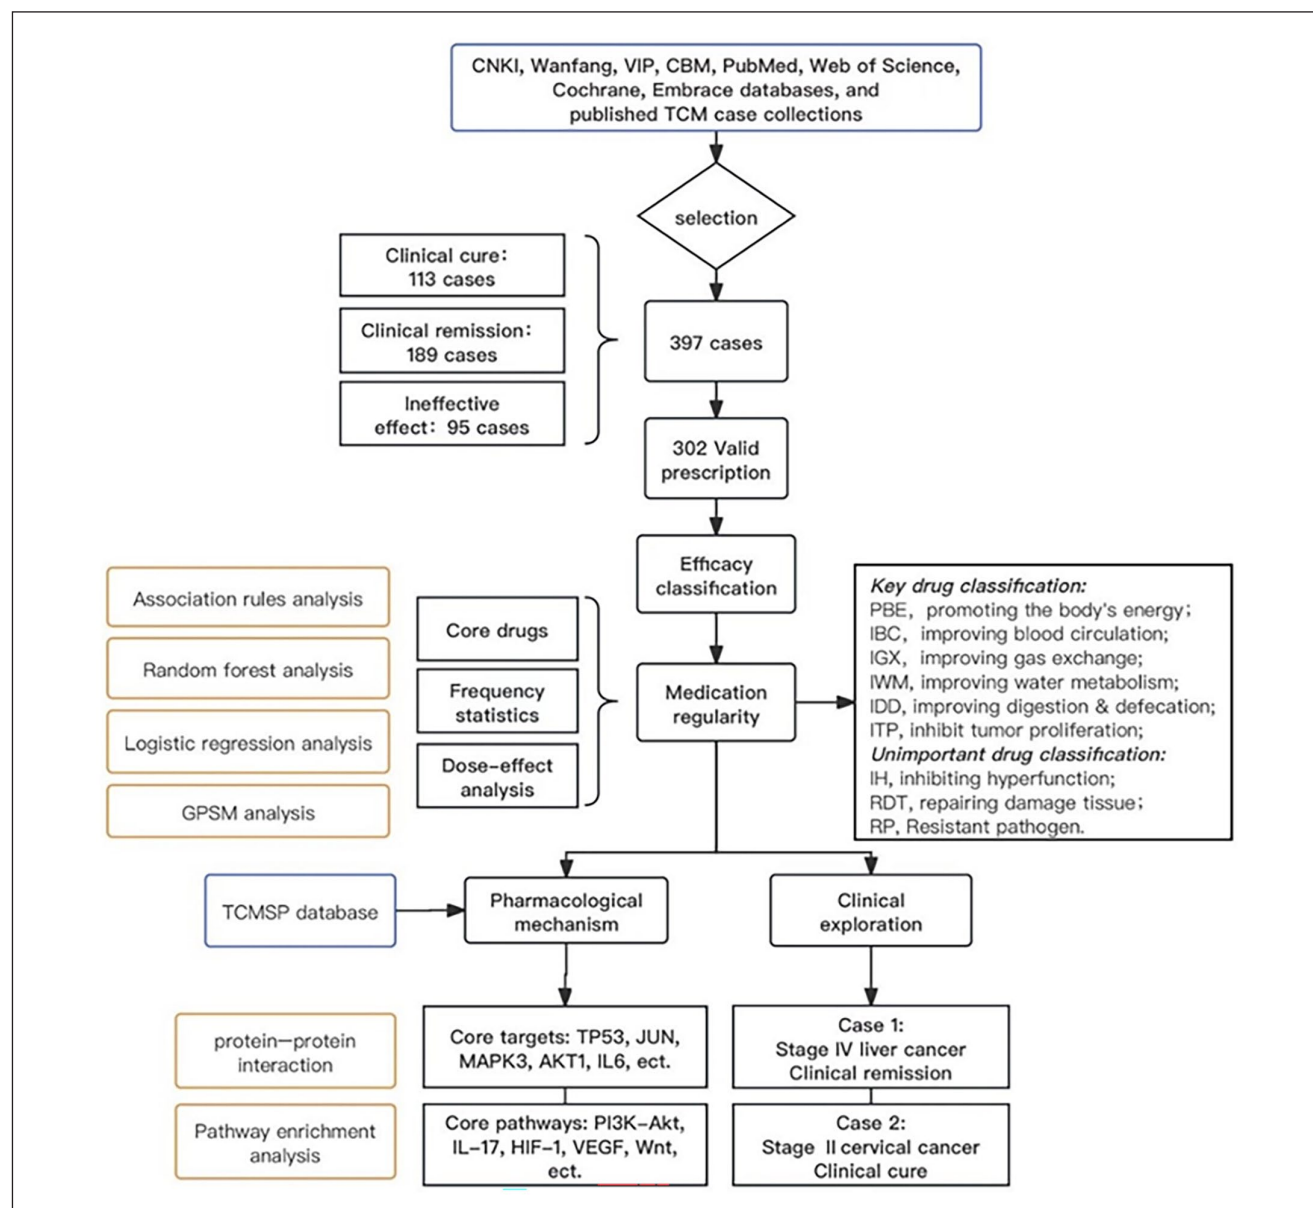 CNKI, Wanfang, VIP, CBM, PubMed, Web of Science,
Cochrane, Embrace databases, and
published TCM case collections
selection
Clinical cure:
113 cases
Clinical remission:
189 cases
Ineffective
effect: 95 cases
397 cases
302 Valid
prescription
Efficacy
classification
Association rules analysis
Random forest analysis
Logistic regression analysis
GPSM analysis
Core drugs
Frequency
statistics
Dose-effect
analysis
Medication
regularity
Key drug classification:
PBE, promoting the body's energy;
IBC, improving blood circulation;
IGX, improving gas exchange;
IWM, improving water metabolism;
IDD, improving digestion & defecation;
ITP, inhibit tumor proliferation;
Unimportant drug classification:
IH, inhibiting hyperfunction;
RDT, repairing damage tissue;
RP, Resistant pathogen.
TCMSP database
Pharmacological
mechanism
Clinical
exploration
protein-protein
interaction
Core targets: TP53, JUN,
MAPK3, AKT1, IL6, ect.
Case 1:
Stage IV liver cancer
Clinical remission
Pathway enrichment
analysis
Core pathways: PI3K-Akt,
IL-17, HIF-1, VEGF, Wnt,
ect.
Case 2:
Stage II cervical cancer
Clinical cure